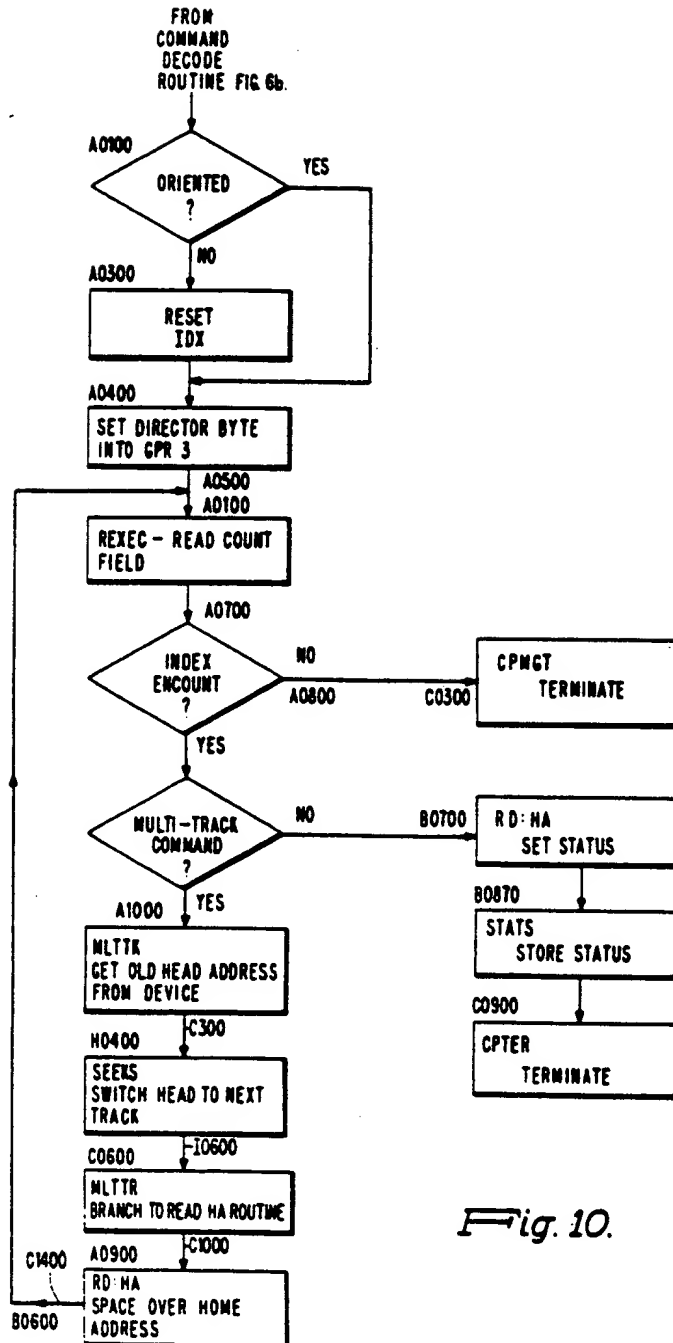 FROM
COMMAND
DECODE
ROUTINE FIG. 6b.
A0100
ORIENTED
?
YES
NO
A0300
RESET
IDX
A0400
SET DIRECTOR BYTE
INTO GPR 3
A0500
A0100
REXEC - READ COUNT
FIELD
A0700
INDEX
ENCOUNT
?
NO
A0800
C0300
CPMGT
TERMINATE
YES
MULTI-TRACK
COMMAND
?
NO
B0700
RD:HA
SET STATUS
YES
A1000
B0870
MLTTK
GET OLD HEAD ADDRESS
FROM DEVICE
STATS
STORE STATUS
C300
H0400
C0900
SEEKS
SWITCH HEAD TO NEXT
TRACK
CPTER
TERMINATE
I0600
C0600
MLTTR
BRANCH TO READ HA ROUTINE
C1000
A0900
C1400
RD:HA
SPACE OVER HOME
ADDRESS
B0600
Fig. 10.